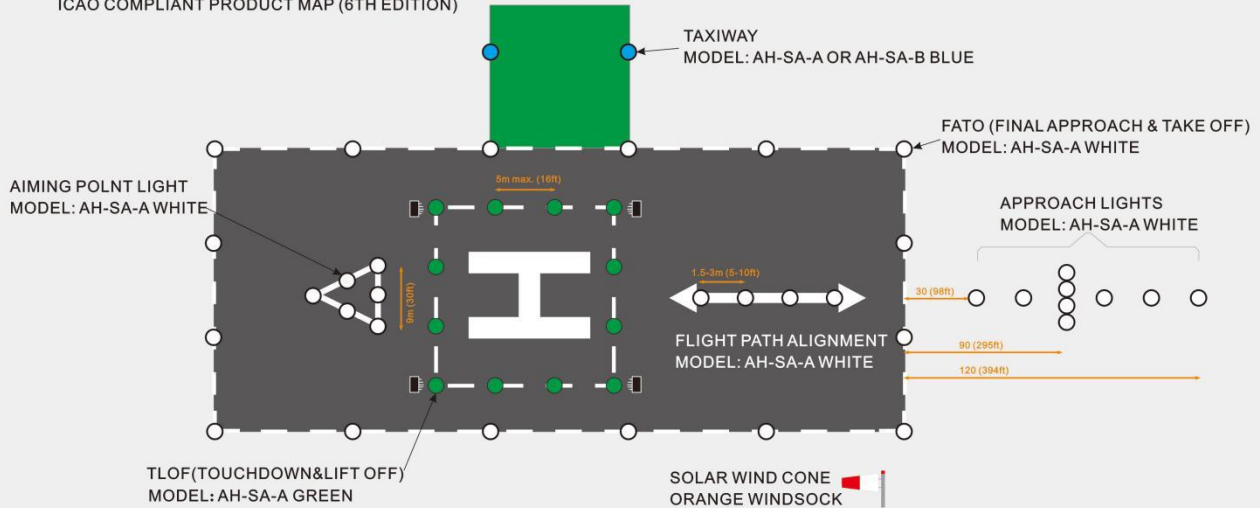 ICAO COMPLIANT PRODUCT MAP (6TH EDITION)
TAXIWAY
MODEL: AH-SA-A OR AH-SA-B BLUE
FATO (FINAL APPROACH & TAKE OFF)
MODEL: AH-SA-A WHITE
AIMING POLNT LIGHT
MODEL: AH-SA-A WHITE
5m max. (16ft)
APPROACH LIGHTS
MODEL: AH-SA-A WHITE
9m (30ft)
H
1.5-3m (5-10ft)
30 (98ft)
FLIGHT PATH ALIGNMENT
MODEL: AH-SA-A WHITE
90 (295ft)
120 (394ft)
TLOF(TOUCHDOWN&LIFT OFF)
MODEL: AH-SA-A GREEN
SOLAR WIND CONE
ORANGE WINDSOCK